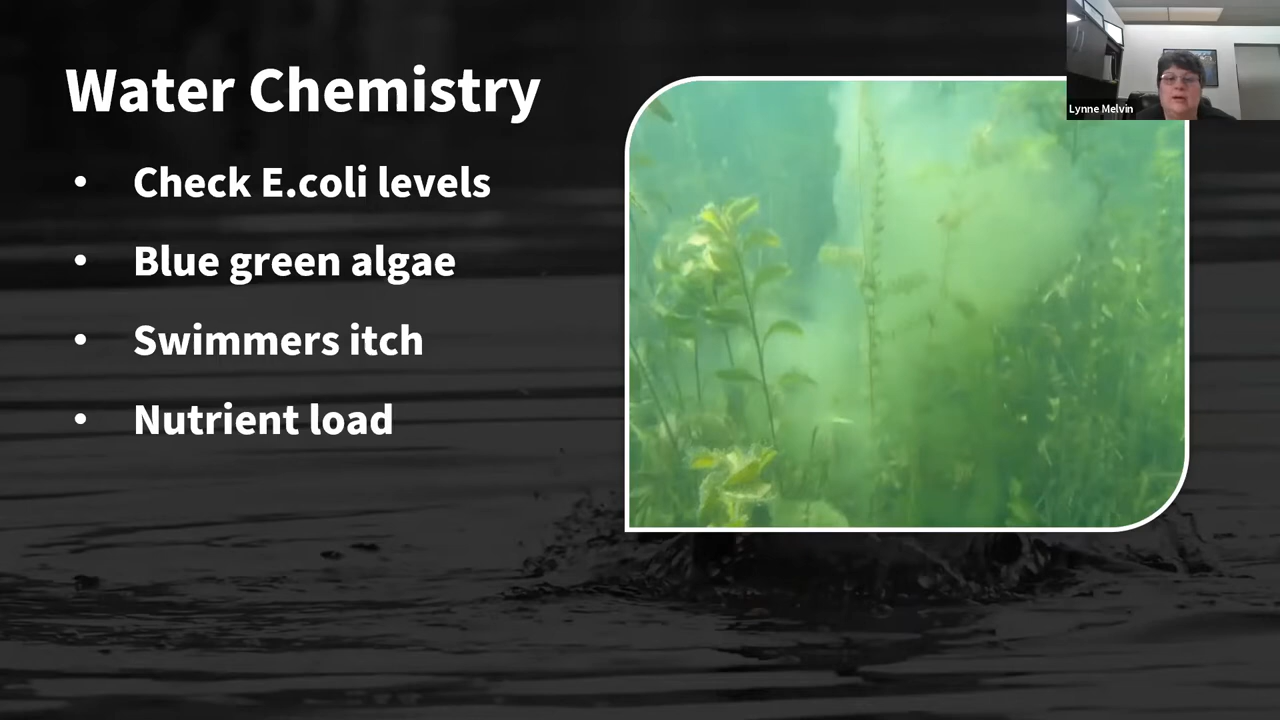 Water Chemistry
• Check E.coli levels
• Blue green algae
• Swimmers itch
• Nutrient load
Lynne Melvin